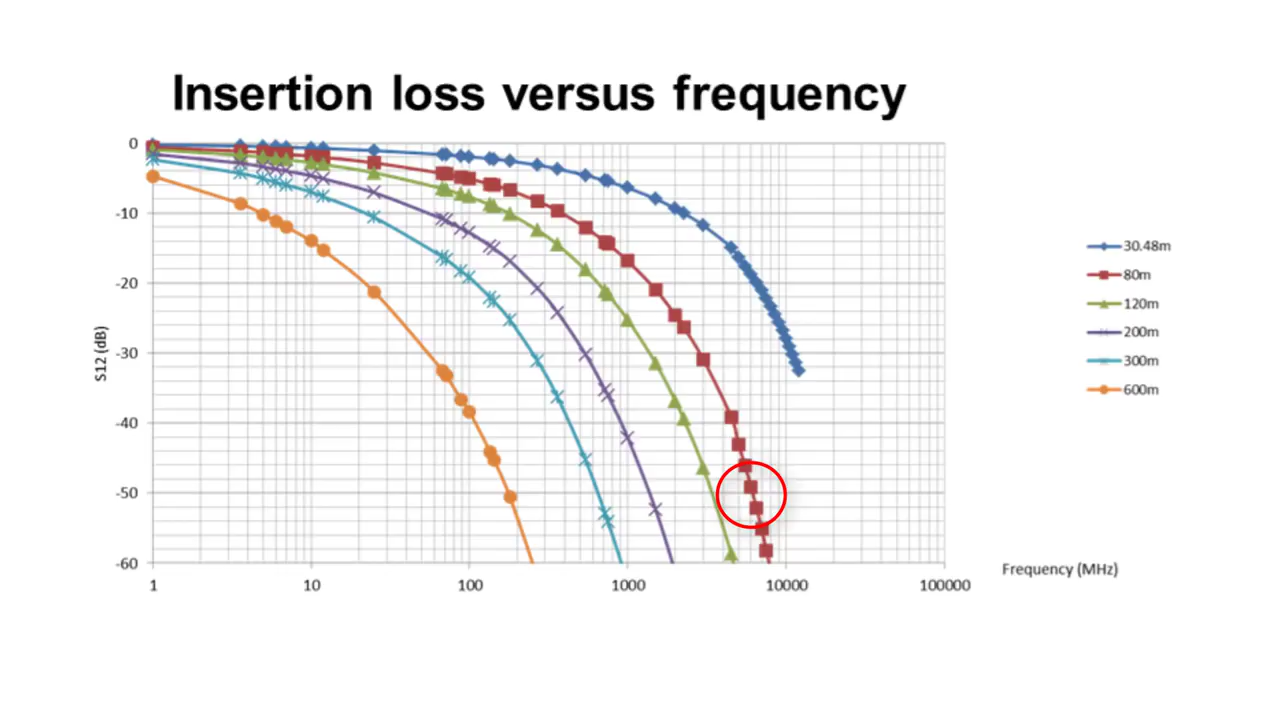 Insertion loss versus frequency
0
-10
-20
-30
-40
-50
-60
S12 (dB)
1 10 100 1000 10000 100000
Frequency (MHz)
30.48m
80m
120m
200m
300m
600m